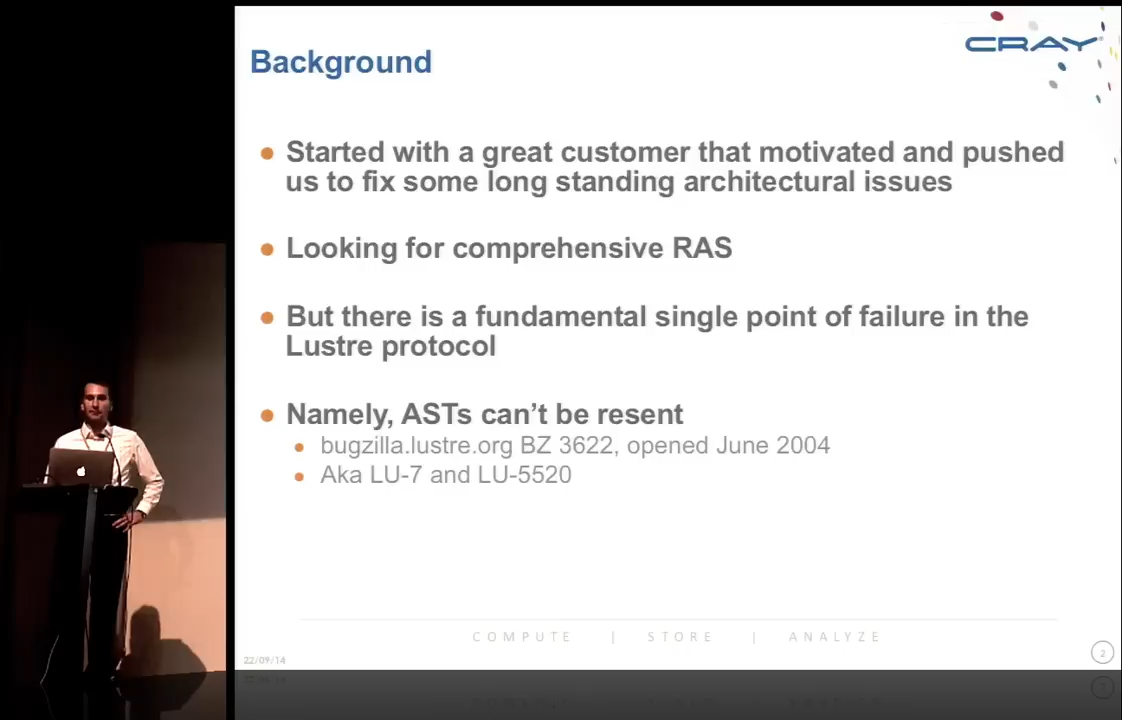 CRAY
Background
Started with a great customer that motivated and pushed
us to fix some long standing architectural issues
Looking for comprehensive RAS
But there is a fundamental single point of failure in the
Lustre protocol
Namely, ASTs can't be resent
bugzilla.lustre.org BZ 3622, opened June 2004
Aka LU-7 and LU-5520
COMPUTE | STORE | ANALYZE
22/09/14
2